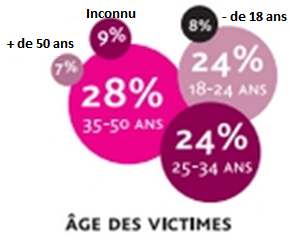 Inconnu
9%
8%
- de 18 ans
+ de 50 ans
7%
28%
35-50 ANS
24%
18-24 ANS
24%
25-34 ANS
ÂGE DES VICTIMES